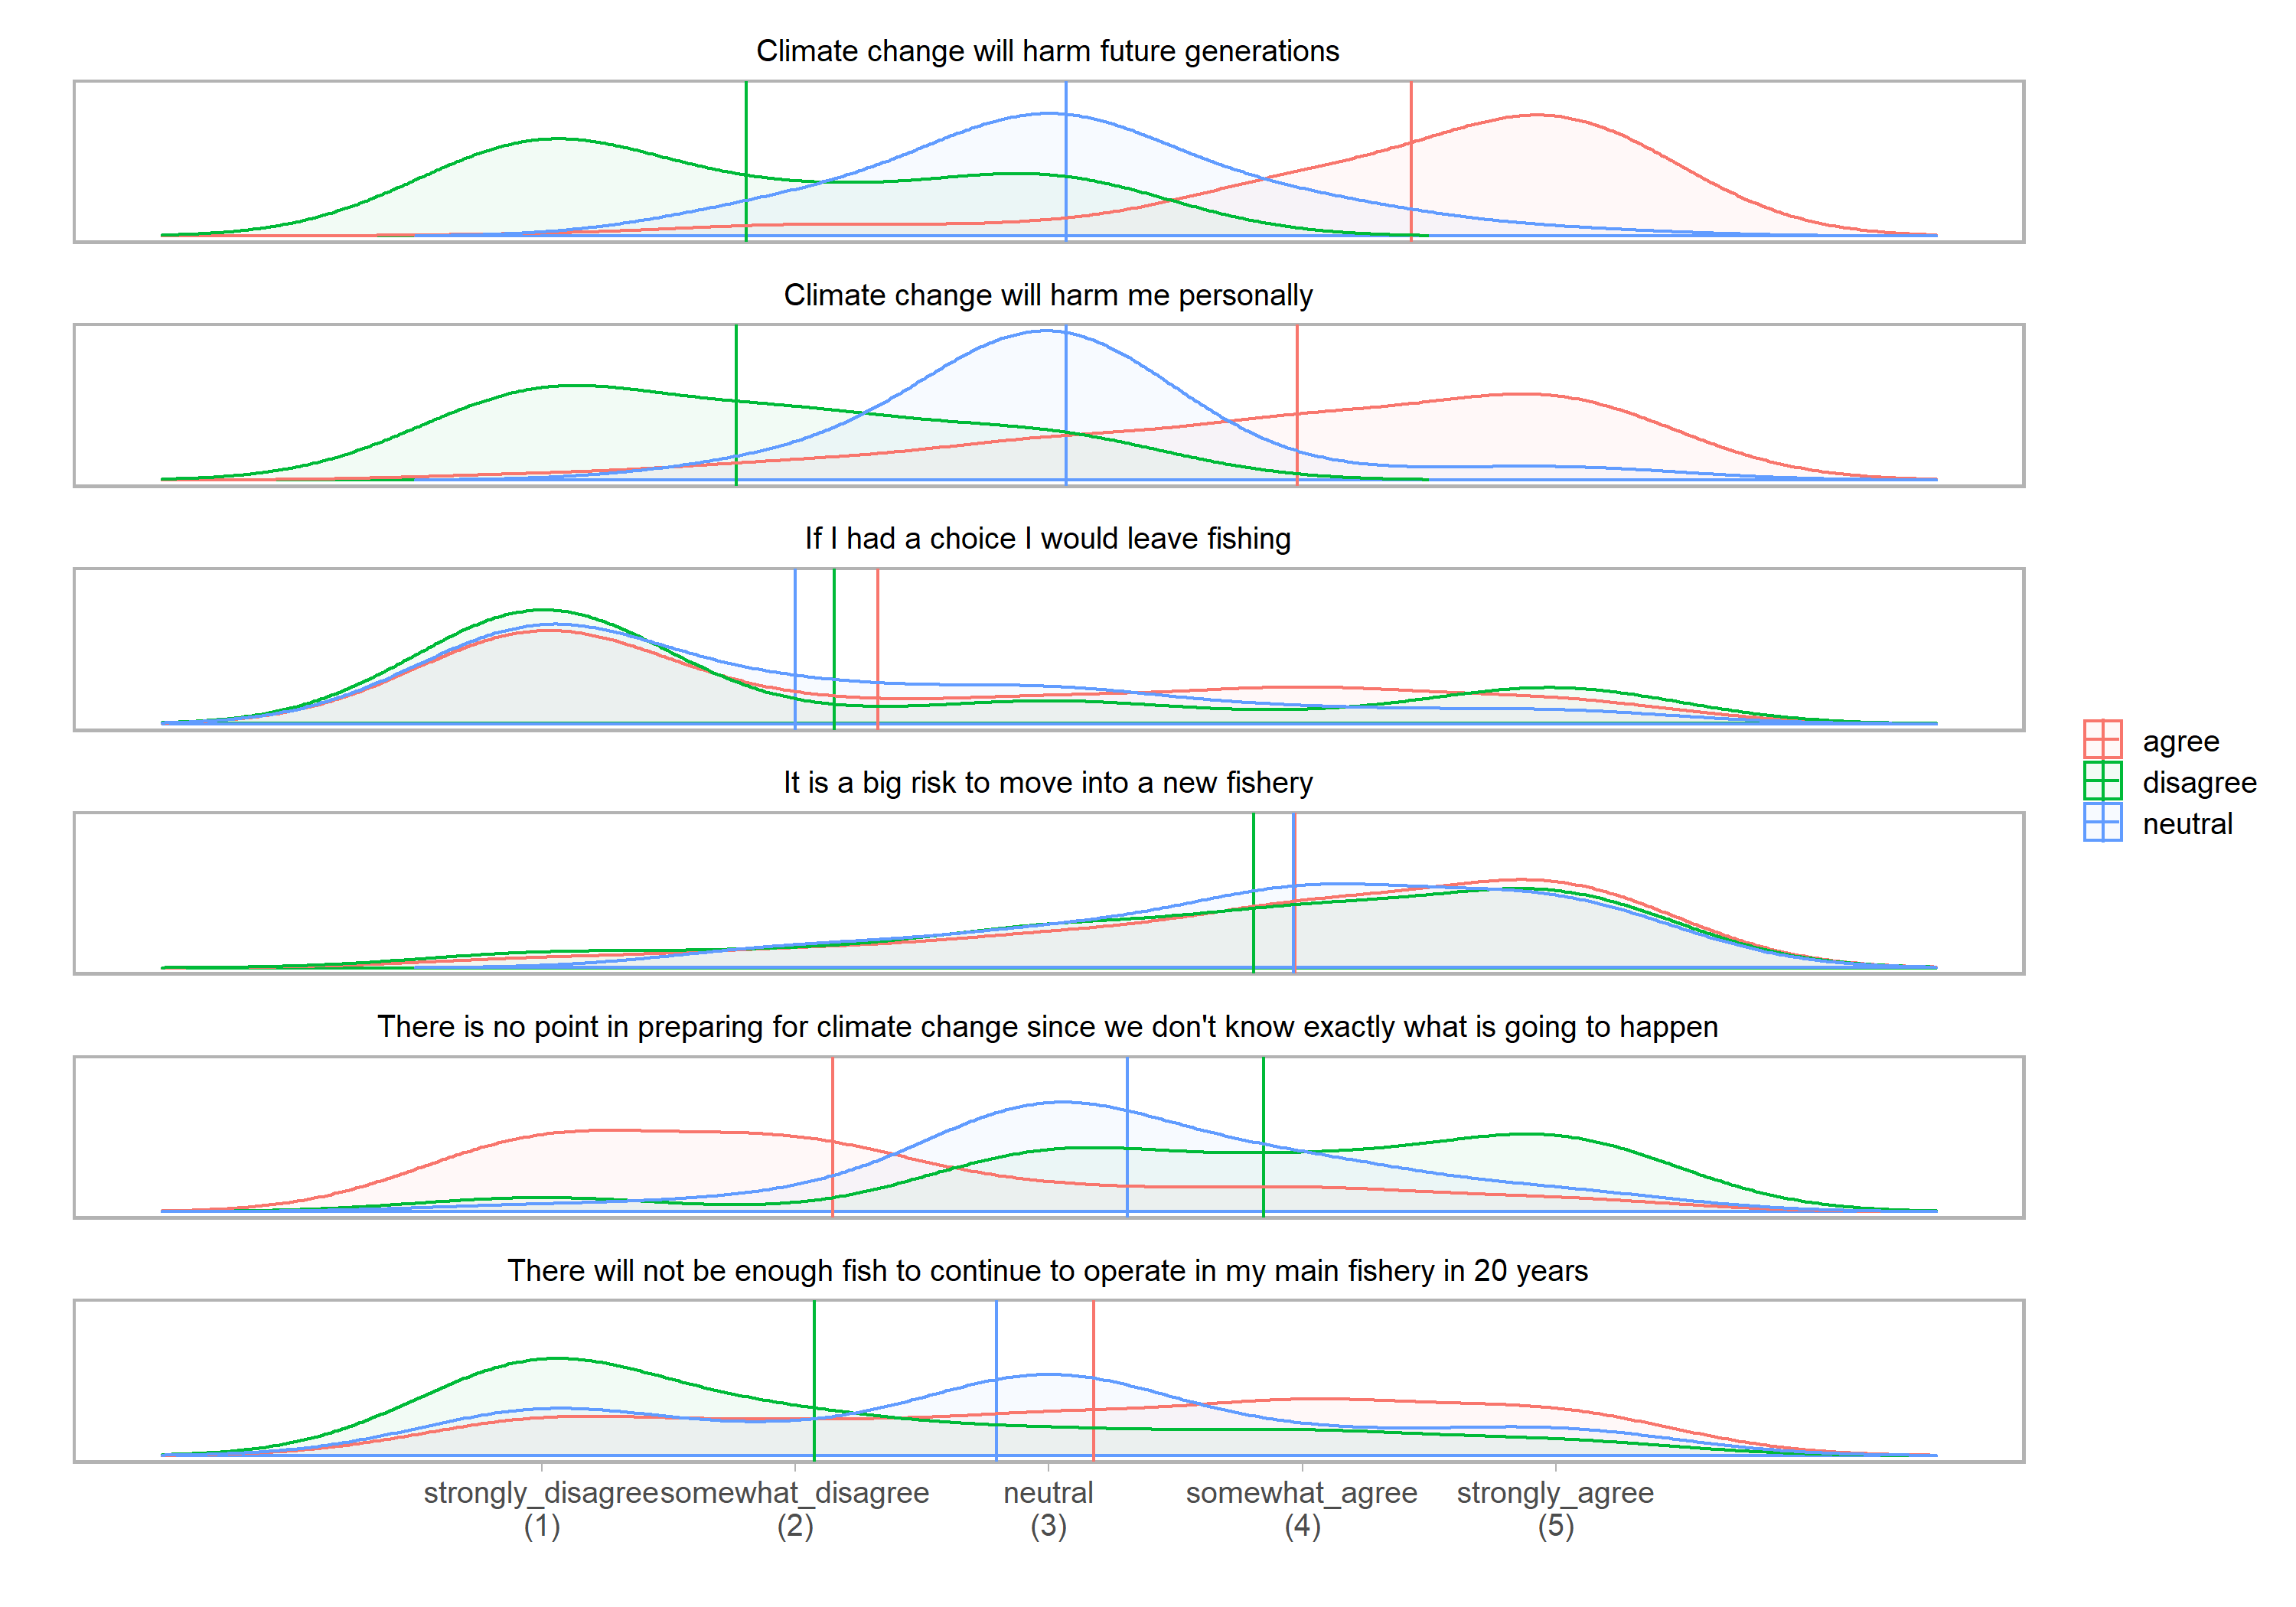 Climate change will harm future generations
Climate change will harm me personally
If I had a choice I would leave fishing
It is a big risk to move into a new fishery
agree
disagree
neutral
There is no point in preparing for climate change since we don't know exactly what is going to happen
There will not be enough fish to continue to operate in my main fishery in 20 years
strongly_disagree somewhat_disagree neutral somewhat_agree strongly_agree
(1) (2) (3) (4) (5)